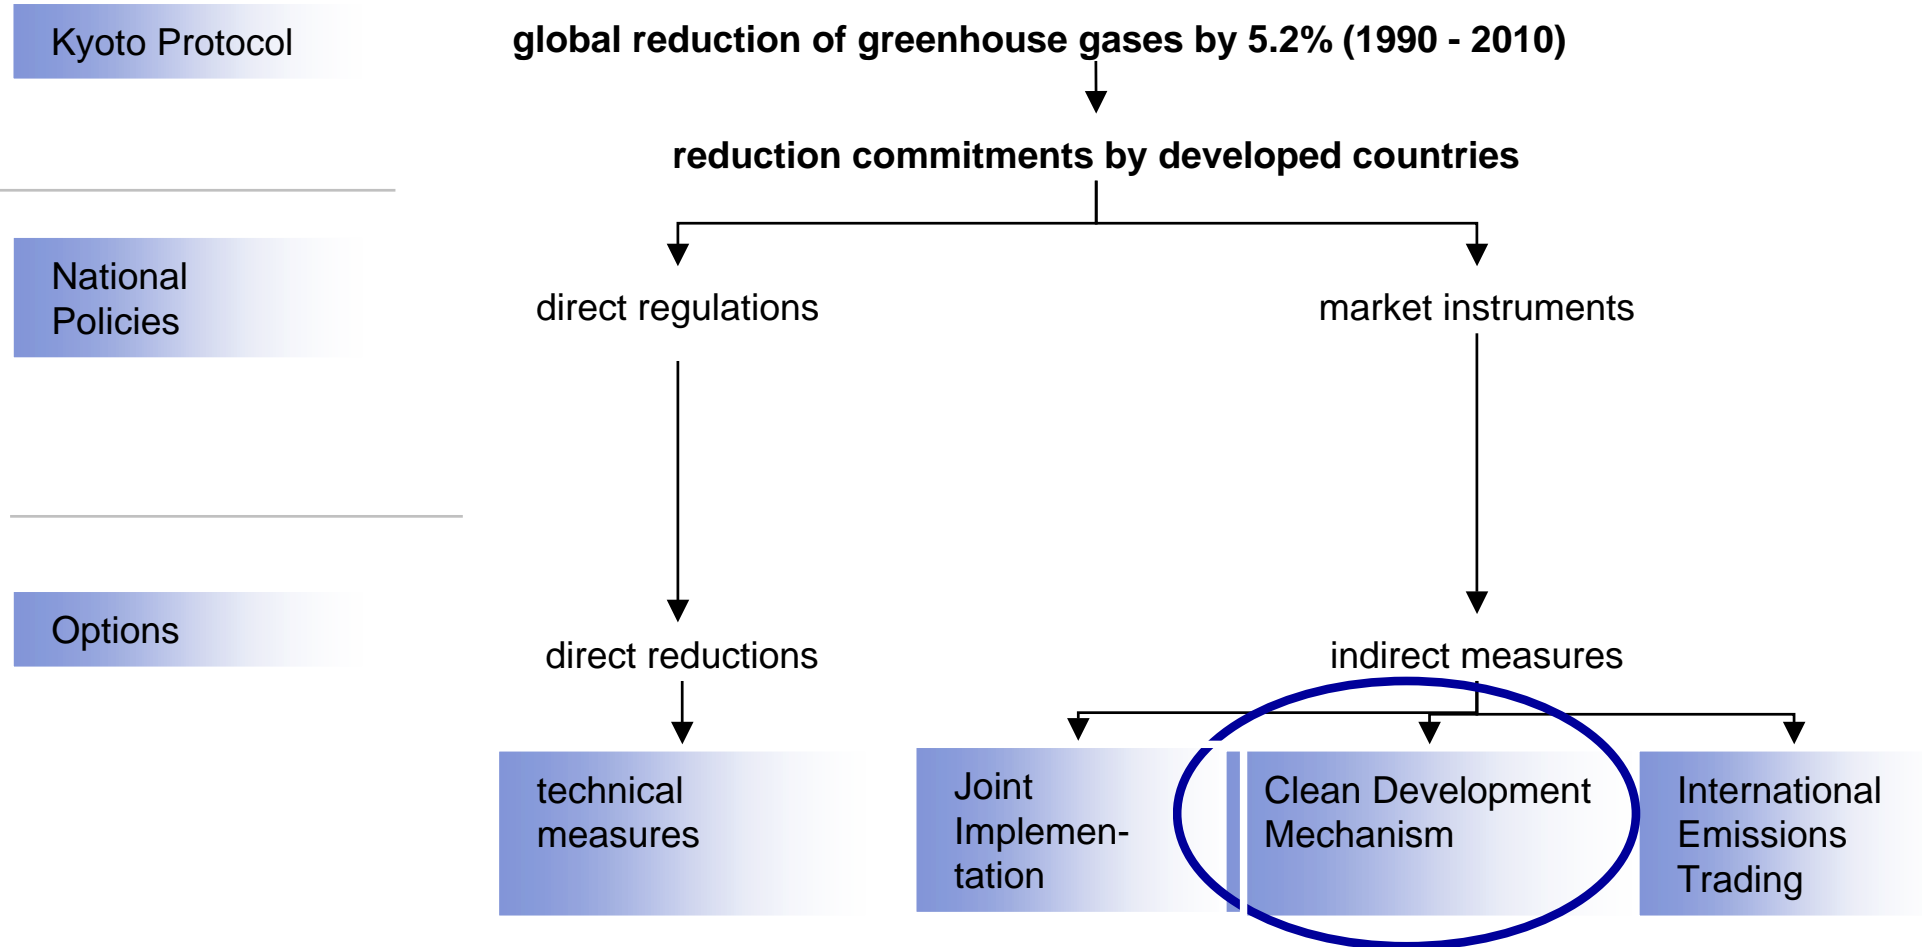 Kyoto Protocol
global reduction of greenhouse gases by 5.2% (1990 - 2010)
reduction commitments by developed countries
National
Policies
direct regulations
market instruments
Options
direct reductions
indirect measures
technical
measures
Joint
Implemen-
tation
Clean Development
Mechanism
International
Emissions
Trading